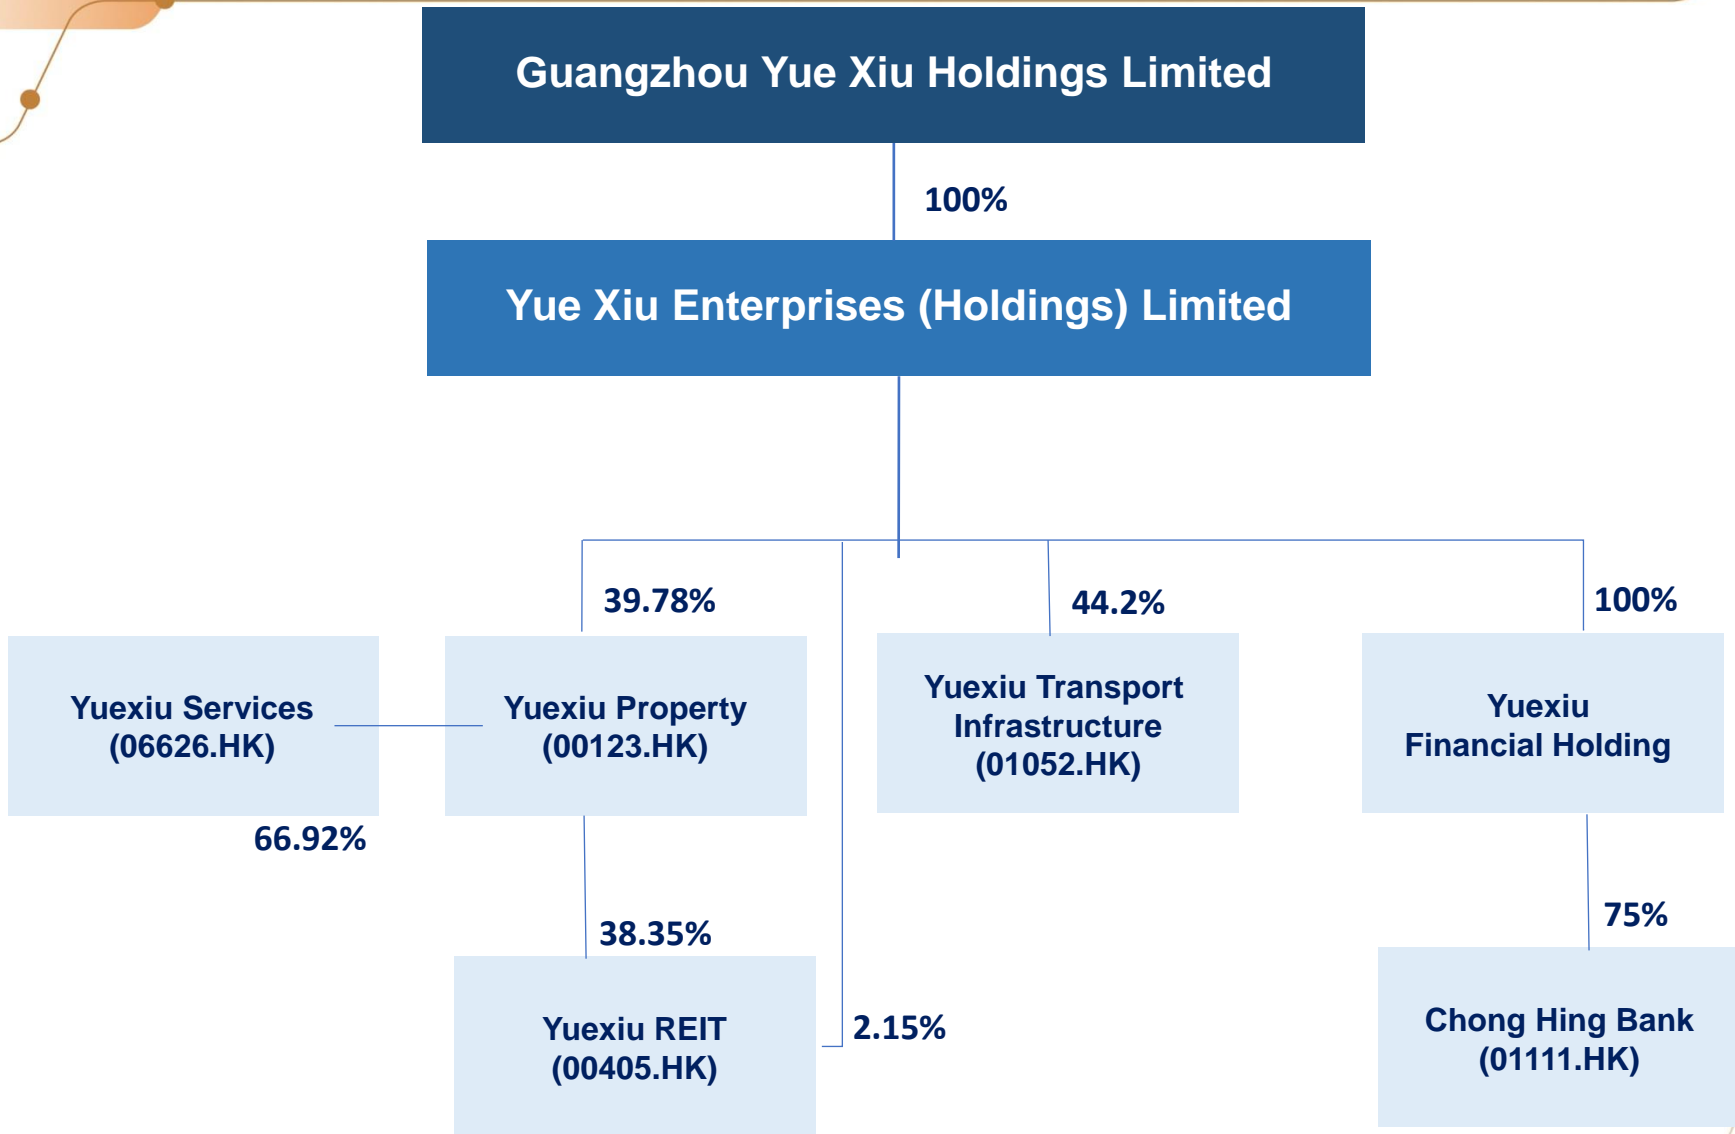 Guangzhou Yue Xiu Holdings Limited
100%
Yue Xiu Enterprises (Holdings) Limited
39.78%
44.2%
100%
Yuexiu Services
(06626.HK)
Yuexiu Property
(00123.HK)
Yuexiu Transport
Infrastructure
(01052.HK)
Yuexiu
Financial Holding
66.92%
38.35%
75%
Yuexiu REIT
(00405.HK)
2.15%
Chong Hing Bank
(01111.HK)